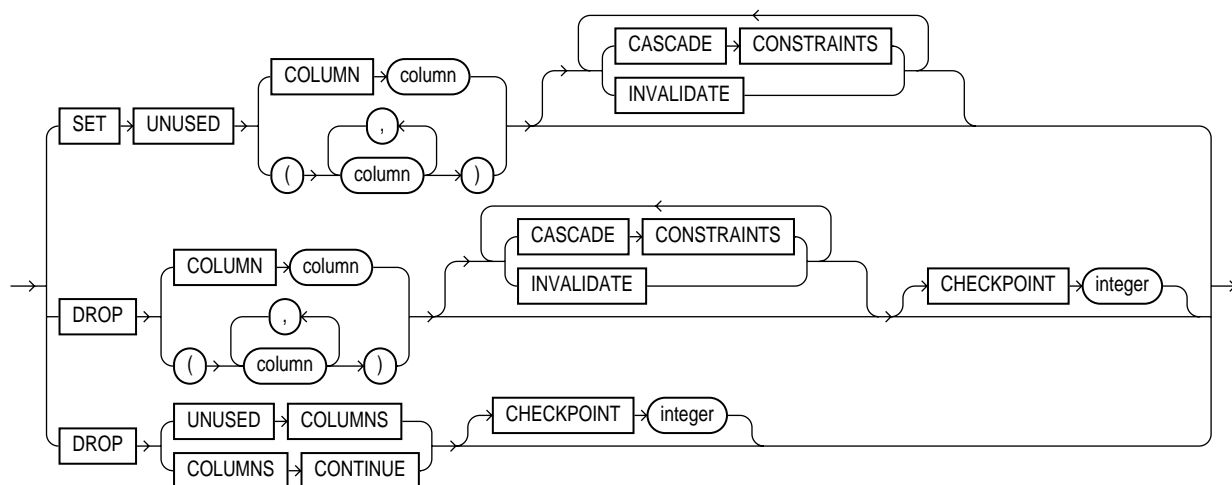 CASCADE CONSTRAINTS
COLUMN column
INVALIDATE
SET UNUSED
,
( column )
CASCADE CONSTRAINTS
COLUMN column
INVALIDATE
CHECKPOINT integer
DROP
,
( column )
UNUSED COLUMNS
CHECKPOINT integer
DROP
COLUMNS CONTINUE